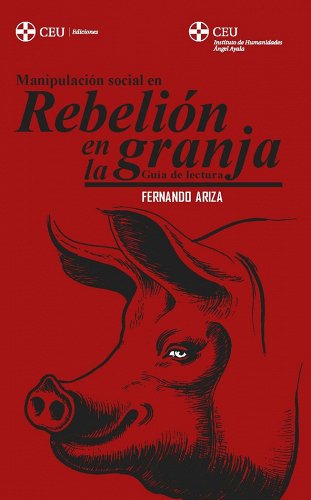 CEU | Ediciones
CEU
Instituto de Humanidades
Ángel Ayala
Manipulación social en
Rebelión
en granja
la
Guía de lectura
FERNANDO ARIZA